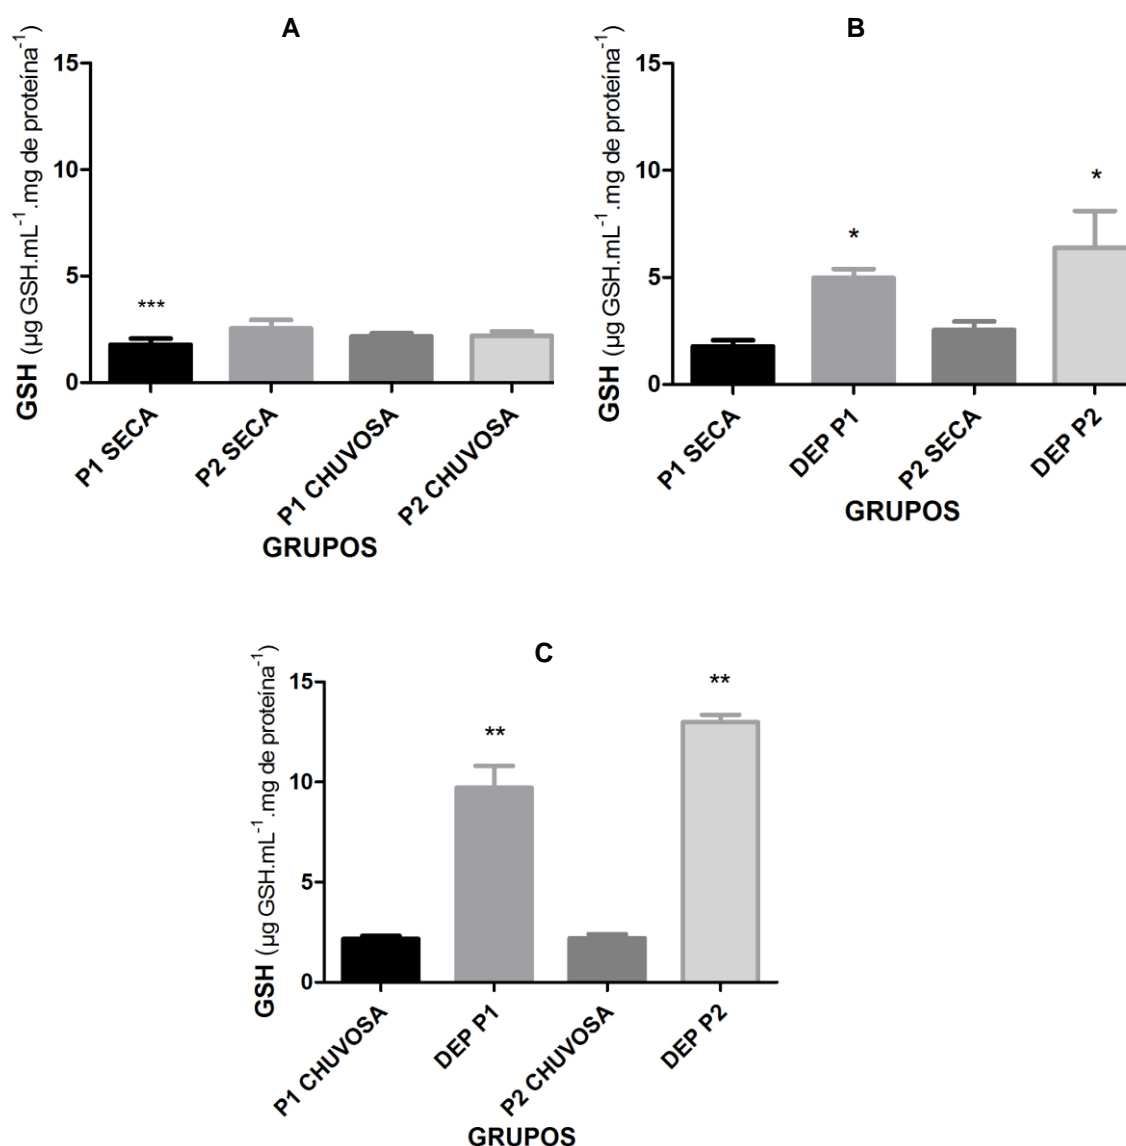 A
GSH (µg GSH.mL⁻¹.mg de proteína⁻¹)
15
10
5
0
***
P1 SECA
P2 SECA
P1 CHUVOSA
P2 CHUVOSA
GRUPOS
B
GSH (µg GSH.mL⁻¹.mg de proteína⁻¹)
15
10
5
0
*
*
P1 SECA
DEP P1
P2 SECA
DEP P2
GRUPOS
C
GSH (µg GSH.mL⁻¹.mg de proteína⁻¹)
15
10
5
0
**
**
P1 CHUVOSA
DEP P1
P2 CHUVOSA
DEP P2
GRUPOS